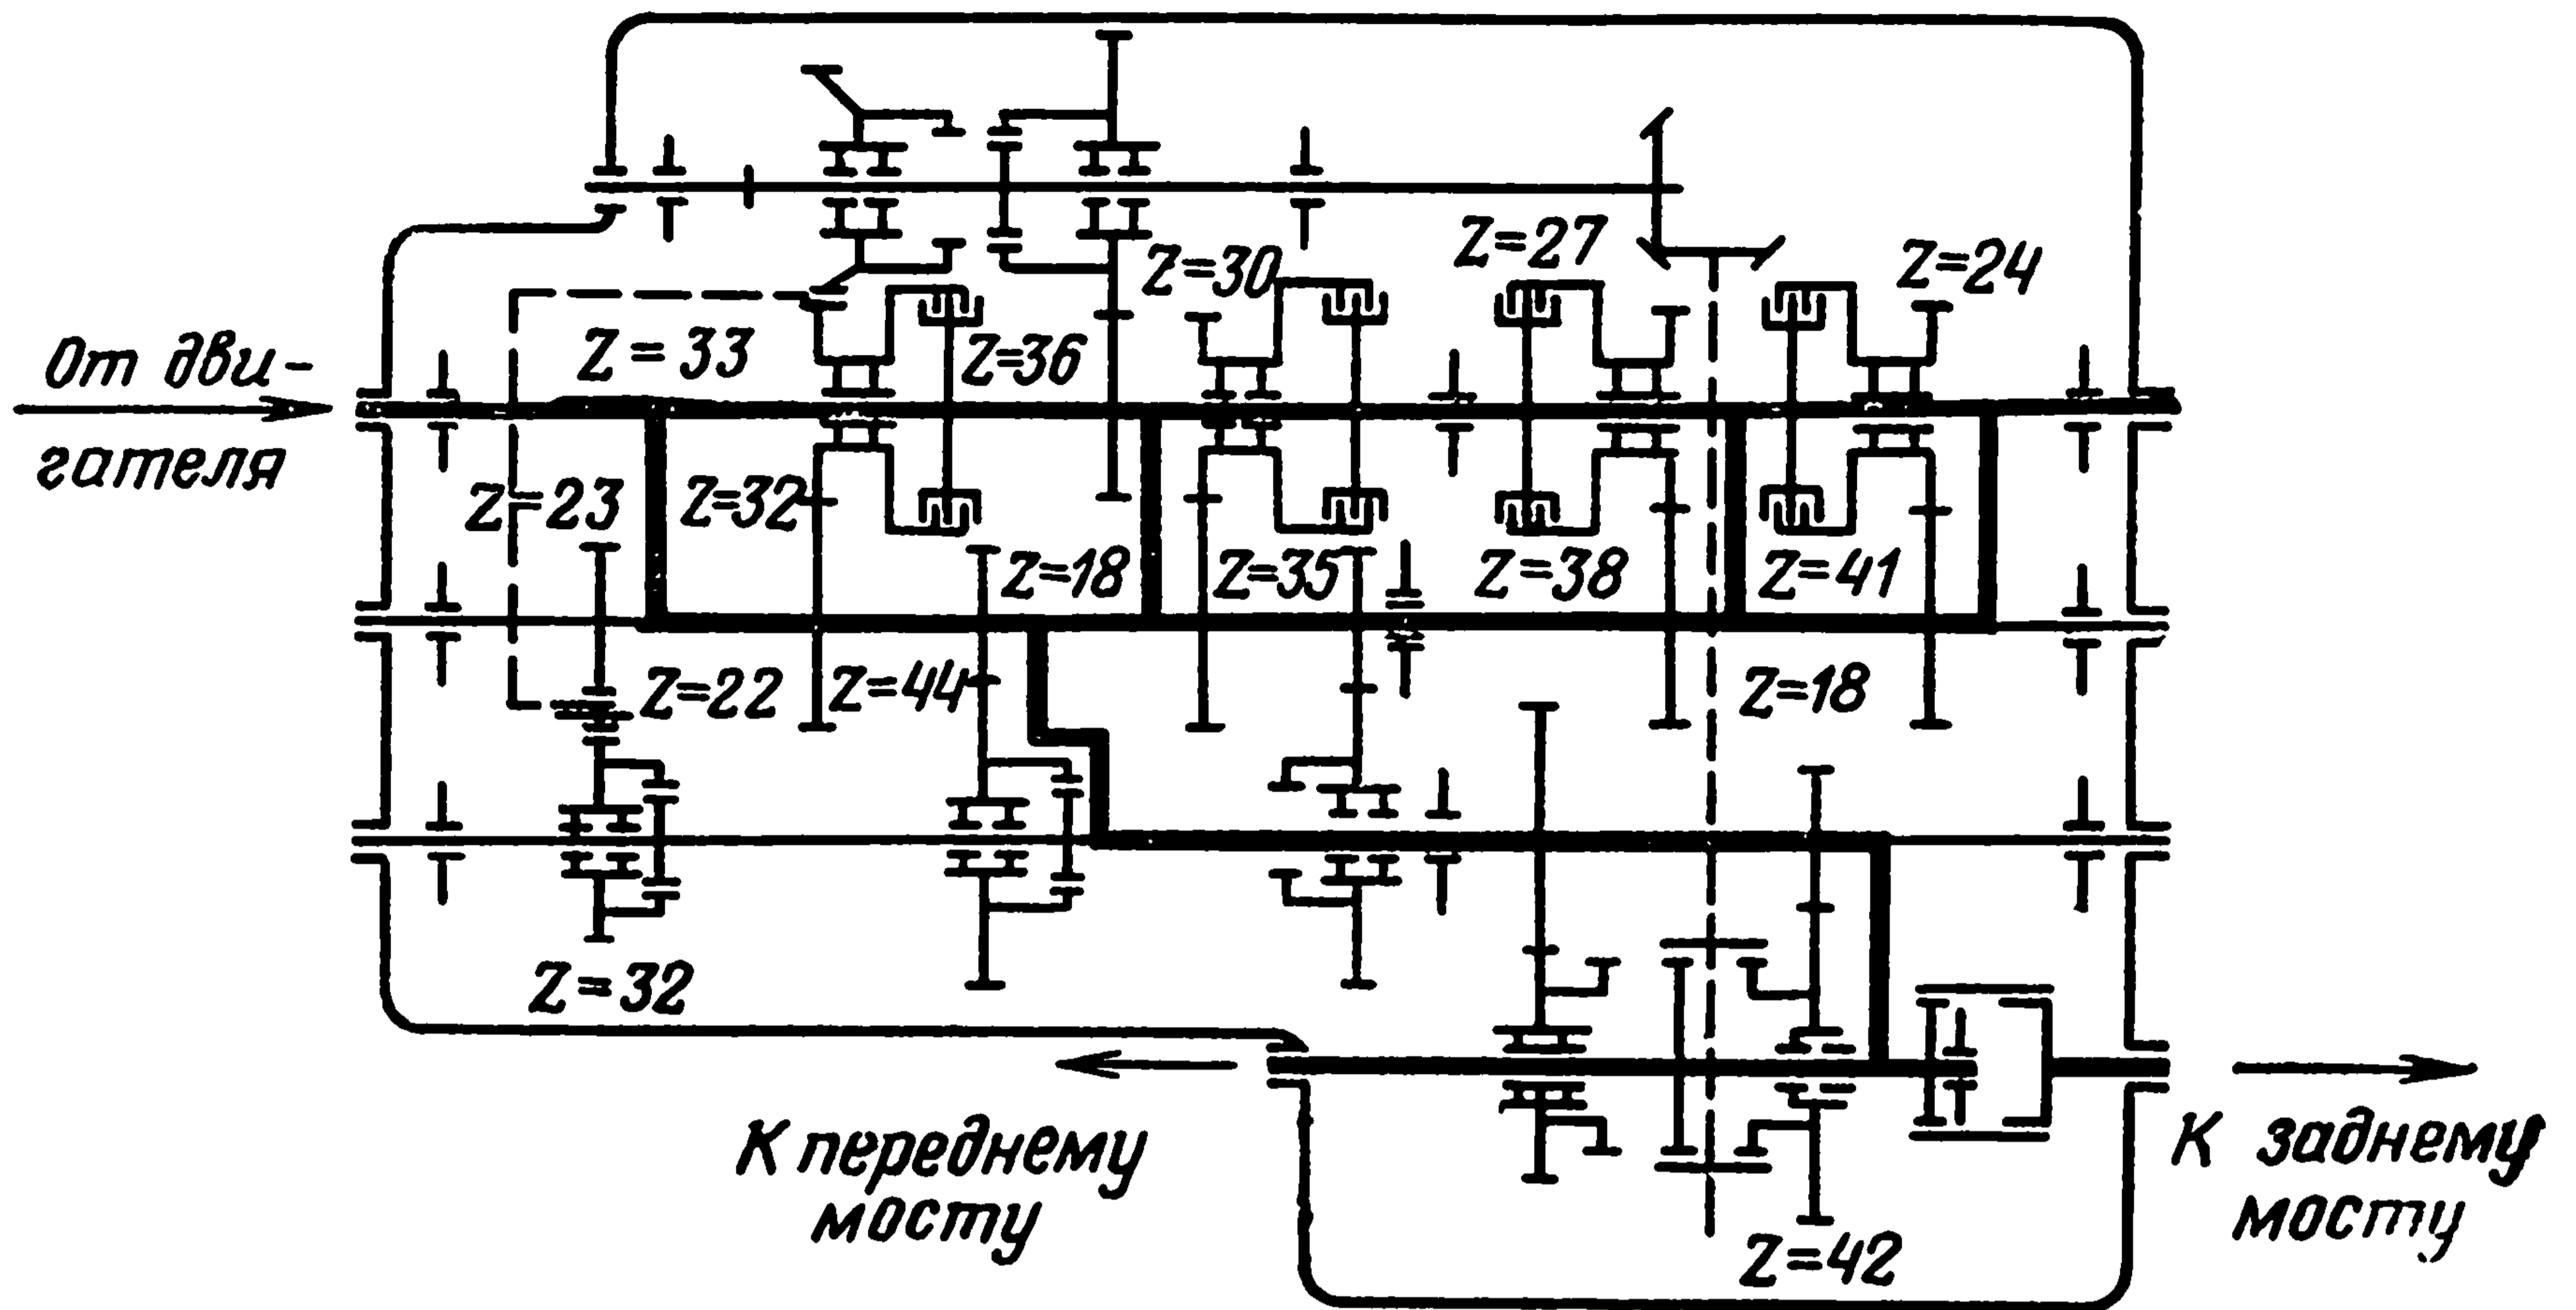 Z=27
Z=30
Z=24
Z=33
Z=36
От дви-
гателя
Z=23
Z=32
Z=18
Z=35
Z=38
Z=41
Z=22
Z=44
Z=18
Z=32
К переднему
мосту
К заднему
мосту
Z=42